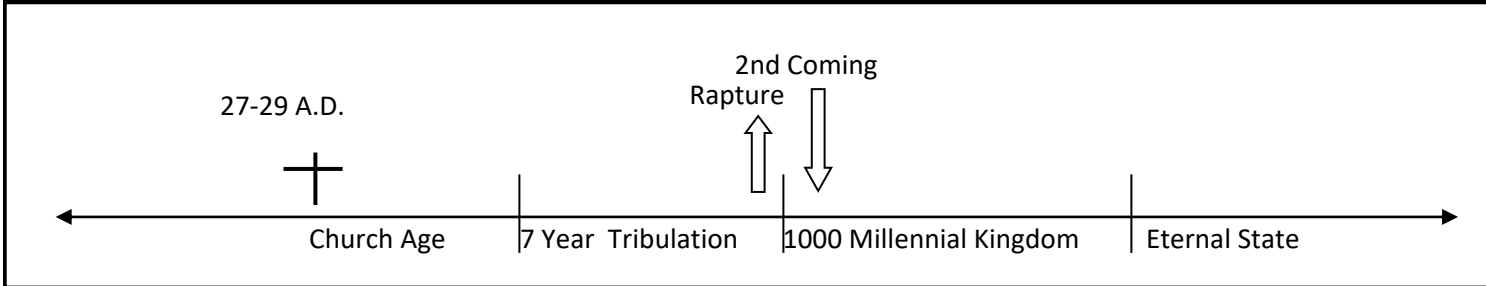 2nd Coming
Rapture
27-29 A.D.
Church Age
7 Year Tribulation
1000 Millennial Kingdom
Eternal State